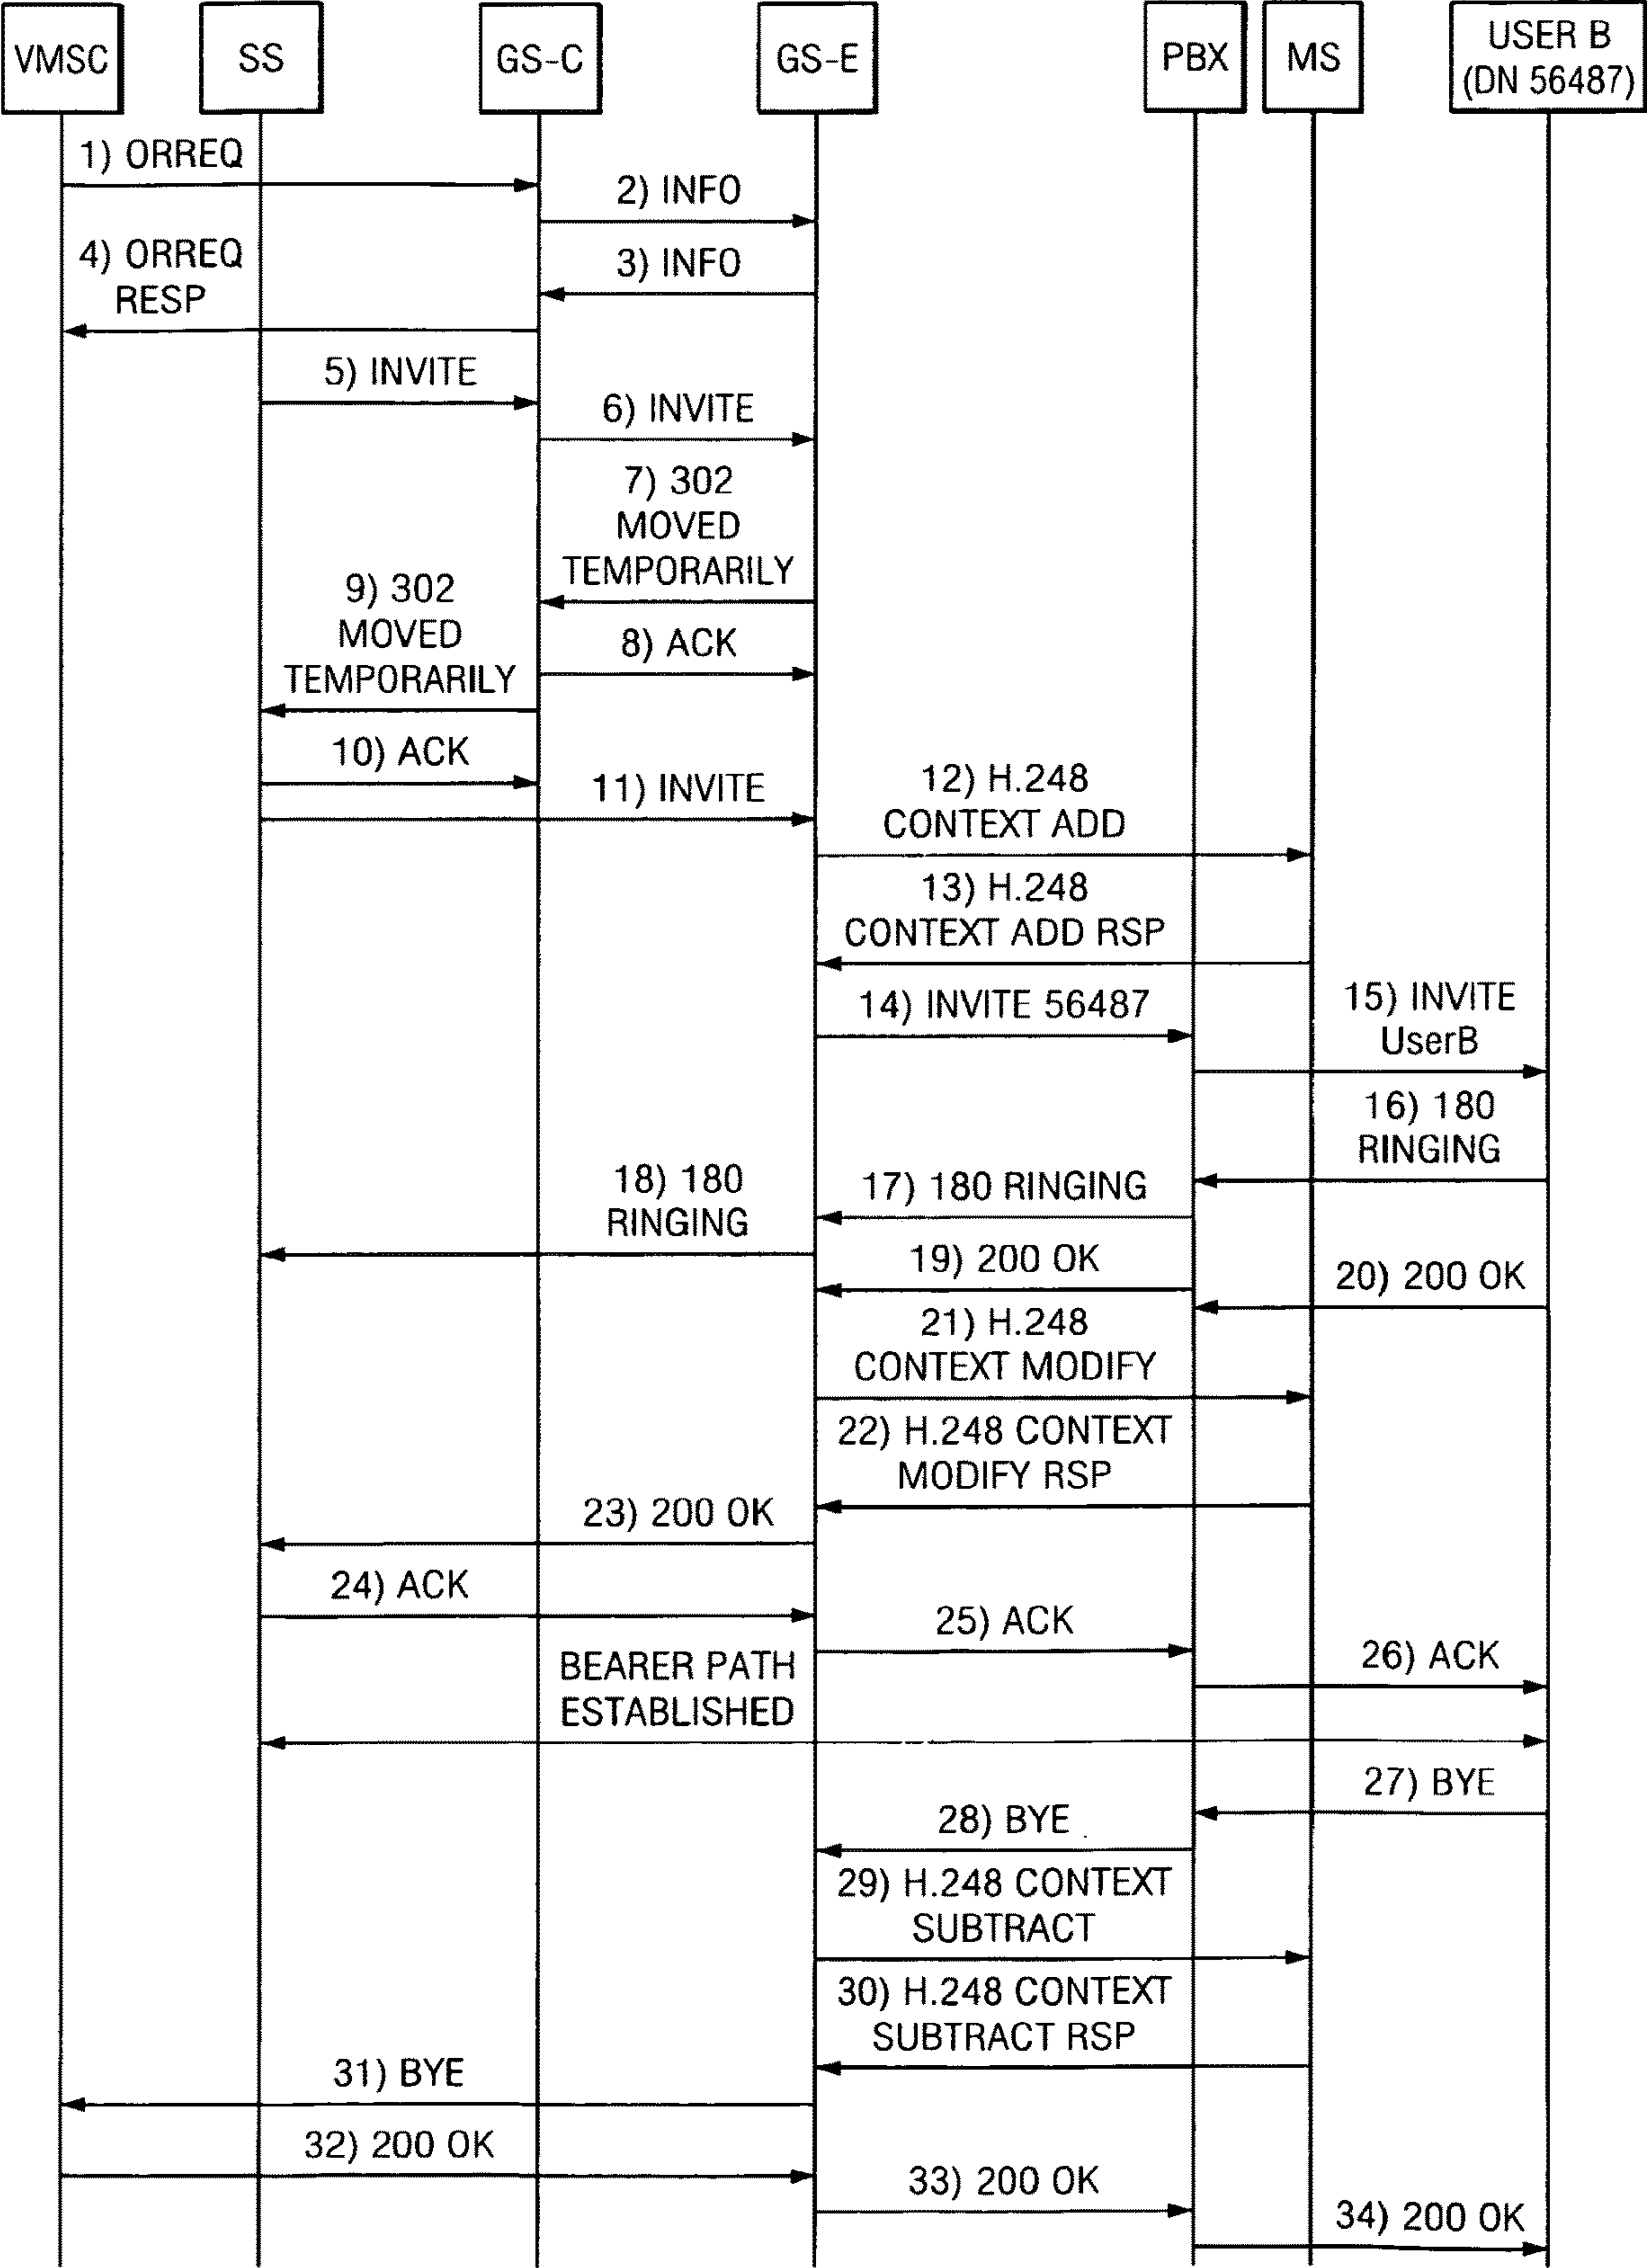 VMSC
SS
GS-C
GS-E
PBX
MS
USER B
(DN 56487)
1) ORREQ
2) INFO
4) ORREQ
RESP
3) INFO
5) INVITE
6) INVITE
7) 302
MOVED
TEMPORARILY
9) 302
MOVED
TEMPORARILY
8) ACK
10) ACK
11) INVITE
12) H.248
CONTEXT ADD
13) H.248
CONTEXT ADD RSP
14) INVITE 56487
15) INVITE
UserB
16) 180
RINGING
18) 180
RINGING
17) 180 RINGING
19) 200 OK
20) 200 OK
21) H.248
CONTEXT MODIFY
22) H.248 CONTEXT
MODIFY RSP
23) 200 OK
24) ACK
25) ACK
BEARER PATH
ESTABLISHED
26) ACK
27) BYE
28) BYE
29) H.248 CONTEXT
SUBTRACT
30) H.248 CONTEXT
SUBTRACT RSP
31) BYE
32) 200 OK
33) 200 OK
34) 200 OK